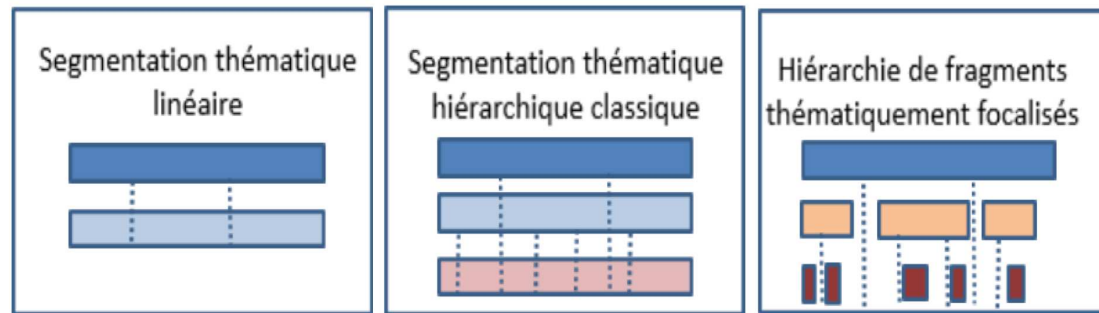 Segmentation thématique
linéaire
Segmentation thématique
hiérarchique classique
Hiérarchie de fragments
thématiquement focalisés